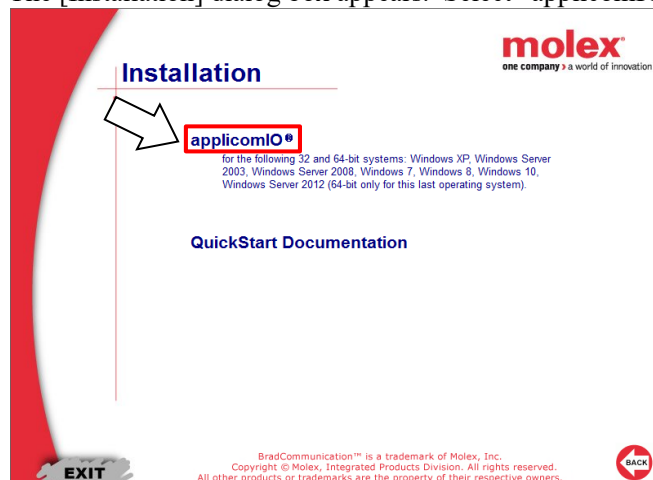 The [Installation] dialog box appears. Select "applicomIO
molex
one company > a world of innovation
Installation
applicomIO®
for the following 32 and 64-bit systems: Windows XP, Windows Server
2003, Windows Server 2008, Windows 7, Windows 8, Windows 10,
Windows Server 2012 (64-bit only for this last operating system).
QuickStart Documentation
BradCommunication™ is a trademark of Molex, Inc.
Copyright © Molex, Integrated Products Division. All rights reserved.
All other products or trademarks are the property of their respective owners.
EXIT
BACK